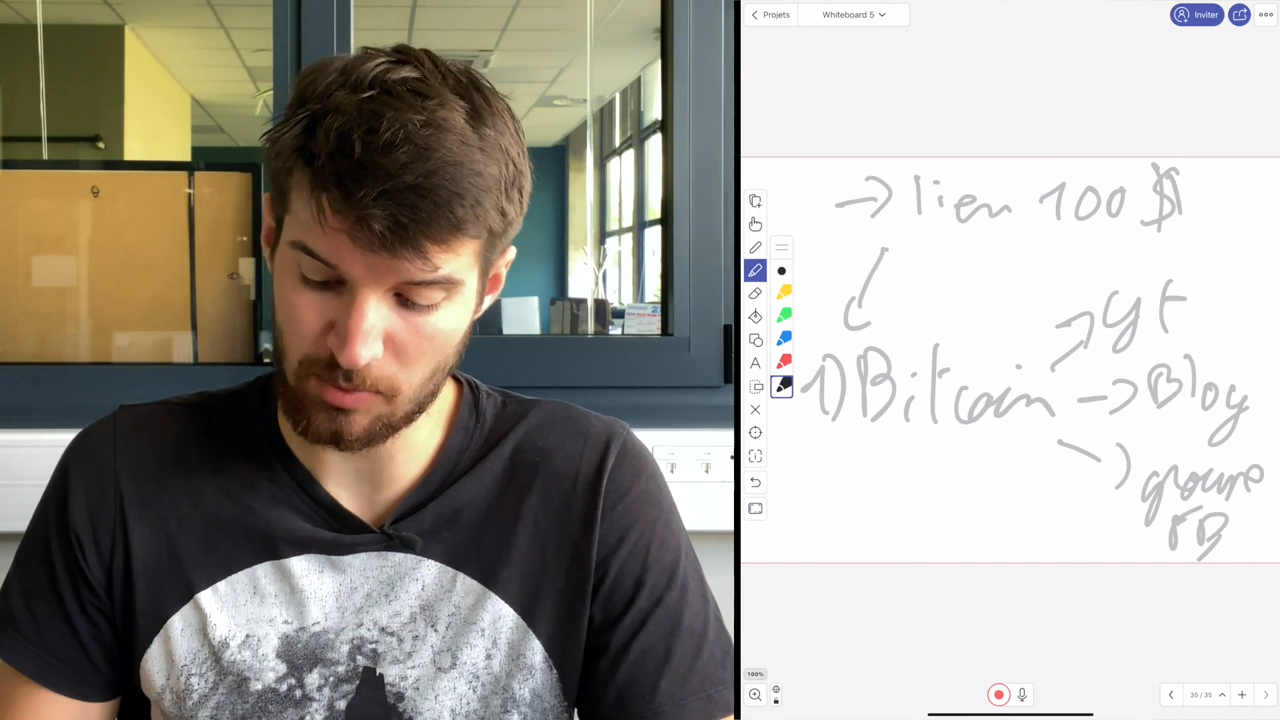 Projets
Whiteboard 5
Inviter
→ lien 100 $
→ yt
1) Bitcoin → Blog
→ groupe
FB
A
100%
35 / 35